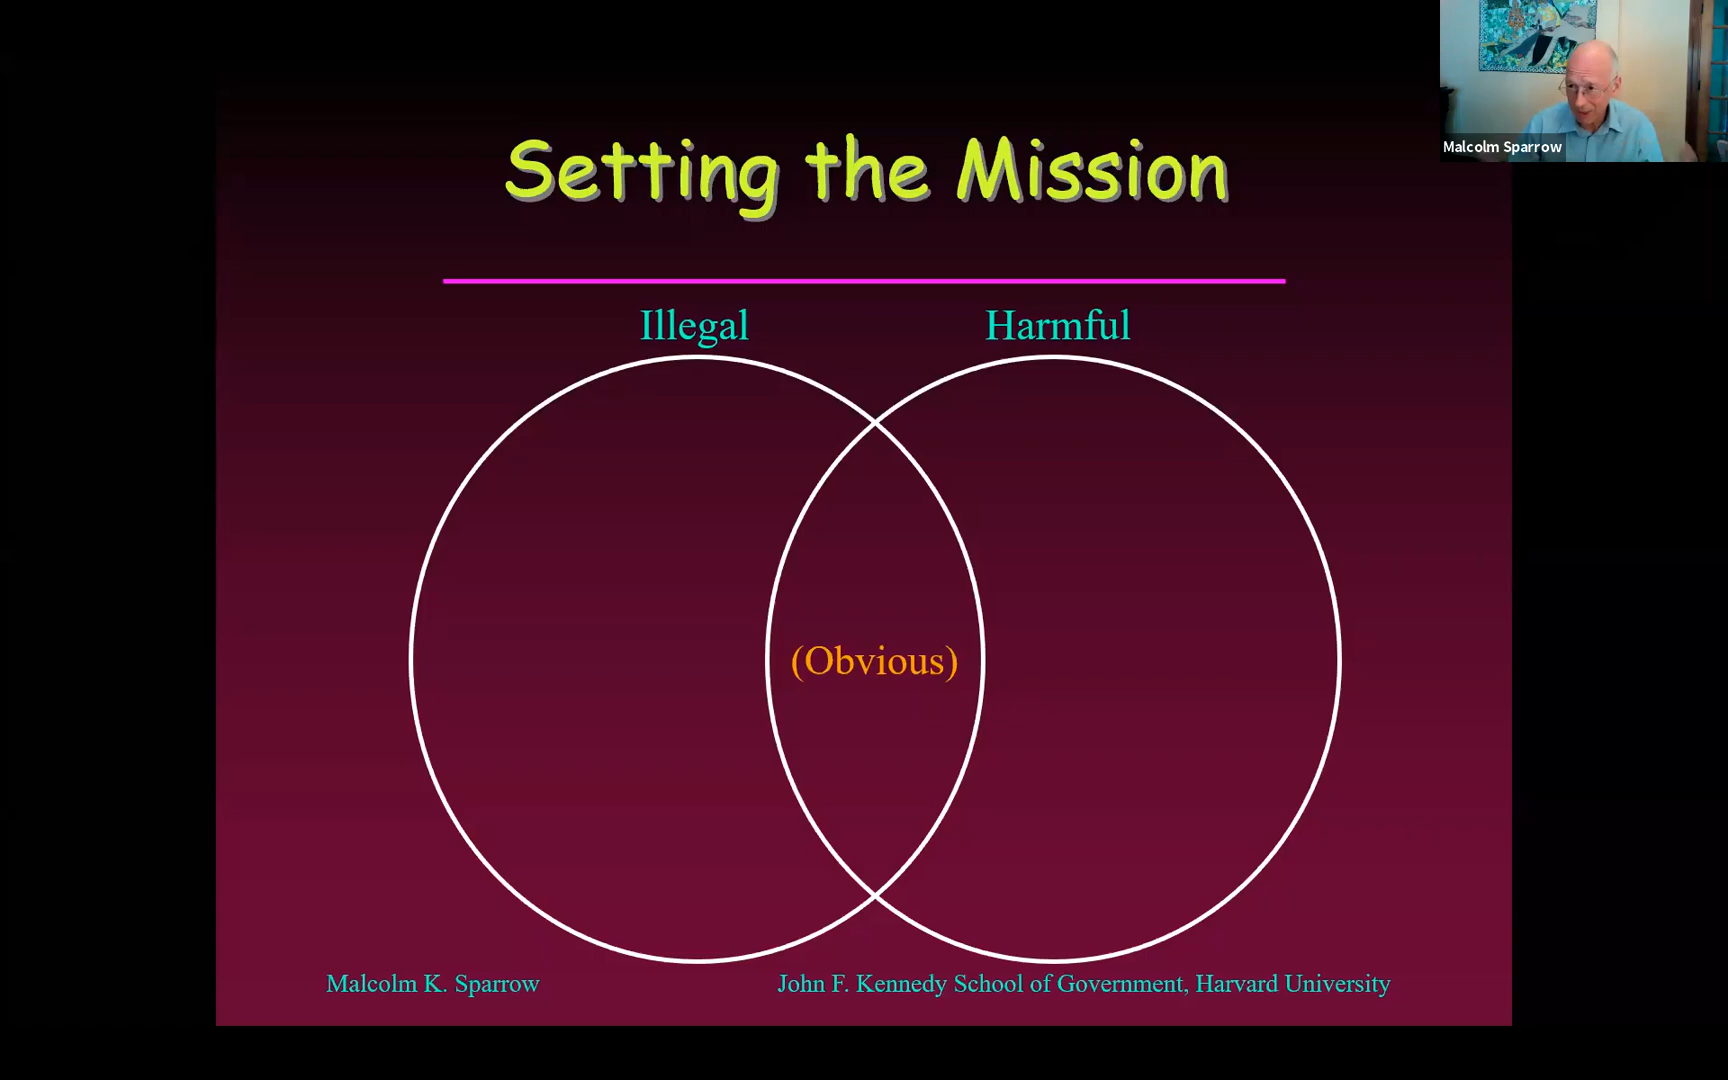 Malcolm Sparrow
Setting the Mission
Illegal
Harmful
(Obvious)
Malcolm K. Sparrow
John F. Kennedy School of Government, Harvard University